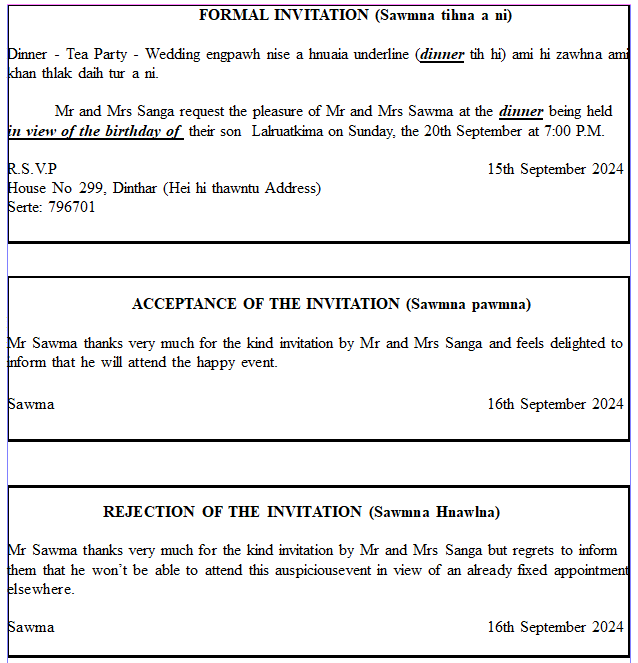 FORMAL INVITATION (Sawmna tihna a ni)
Dinner - Tea Party - Wedding engpawh nise a hnuaia underline (dinner tih hi) ami hi zawhna ami
khan thlak daih tur a ni.
Mr and Mrs Sanga request the pleasure of Mr and Mrs Sawma at the dinner being held
in view of the birthday of their son Lalruatkima on Sunday, the 20th September at 7:00 P.M.
R.S.V.P 15th September 2024
House No 299, Dinthar (Hei hi thawntu Address)
Serte: 796701
ACCEPTANCE OF THE INVITATION (Sawmna pawmna)
Mr Sawma thanks very much for the kind invitation by Mr and Mrs Sanga and feels delighted to
inform that he will attend the happy event.
Sawma 16th September 2024
REJECTION OF THE INVITATION (Sawmna Hnawlna)
Mr Sawma thanks very much for the kind invitation by Mr and Mrs Sanga but regrets to inform
them that he won't be able to attend this auspiciousevent in view of an already fixed appointment
elsewhere.
Sawma 16th September 2024